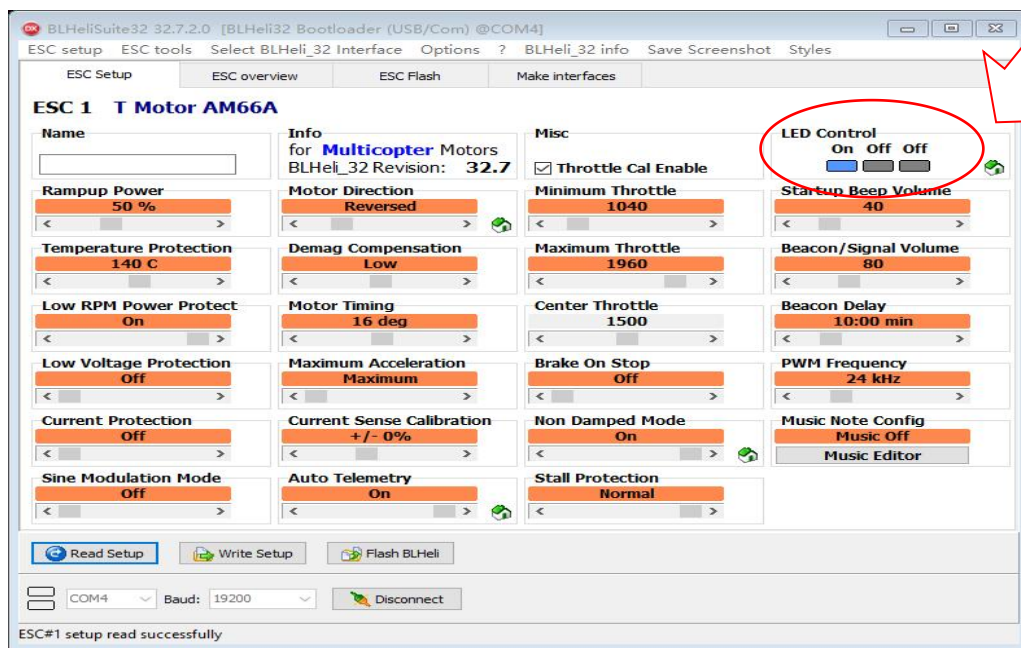 BLHeliSuite32 32.7.2.0 [BLHeli32 Bootloader (USB/Com) @COM4]
ESC setup ESC tools Select BLHeli_32 Interface Options ? BLHeli_32 info Save Screenshot Styles
ESC Setup ESC overview ESC Flash Make interfaces
ESC 1 T Motor AM66A
Name Info Misc LED Control
for Multicopter Motors On Off Off
BLHeli_32 Revision: 32.7 Throttle Cal Enable
Rampup Power Motor Direction Minimum Throttle Startup Beep Volume
50 % Reversed 1040 40
Temperature Protection Demag Compensation Maximum Throttle Beacon/Signal Volume
140 C Low 1960 80
Low RPM Power Protect Motor Timing Center Throttle Beacon Delay
On 16 deg 1500 10:00 min
Low Voltage Protection Maximum Acceleration Brake On Stop PWM Frequency
Off Maximum Off 24 kHz
Current Protection Current Sense Calibration Non Damped Mode Music Note Config
Off +/- 0% On Music Off
Music Editor
Sine Modulation Mode Auto Telemetry Stall Protection
Off On Normal
Read Setup Write Setup Flash BLHeli
COM4 Baud: 19200 Disconnect
ESC#1 setup read successfully